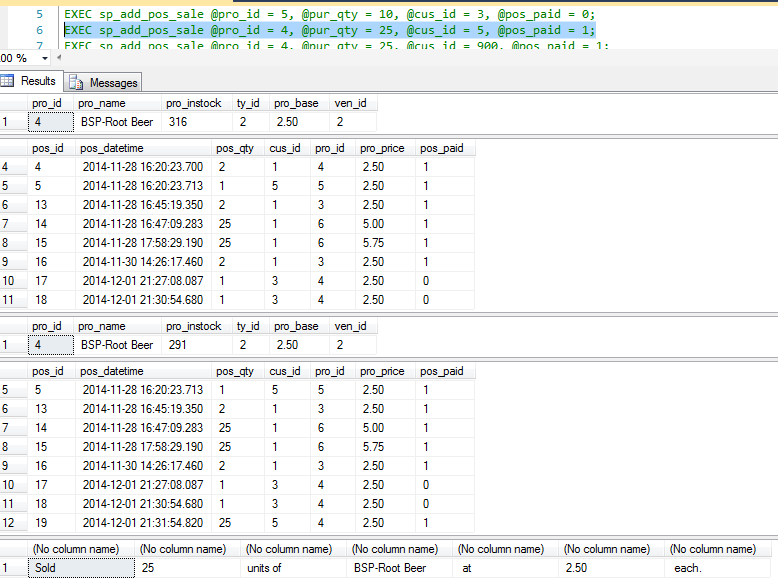 5 EXEC sp_add_pos_sale @pro_id = 5, @pur_qty = 10, @cus_id = 3, @pos_paid = 0;
6 EXEC sp_add_pos_sale @pro_id = 4, @pur_qty = 25, @cus_id = 5, @pos_paid = 1;
7 EXEC sp_add_pos_sale @pro_id = 4, @pur_qty = 25, @cus_id = 900, @pos_paid = 1;
00 %
Results Messages
pro_id pro_name pro_instock ty_id pro_base ven_id
1 4 BSP-Root Beer 316 2 2.50 2
pos_id pos_datetime pos_qty cus_id pro_id pro_price pos_paid
4 4 2014-11-28 16:20:23.700 2 1 4 2.50 1
5 5 2014-11-28 16:20:23.713 1 5 5 2.50 1
6 13 2014-11-28 16:45:19.350 2 1 3 2.50 1
7 14 2014-11-28 16:47:09.283 25 1 6 5.00 1
8 15 2014-11-28 17:58:29.190 25 1 6 5.75 1
9 16 2014-11-30 14:26:17.460 2 1 3 2.50 1
10 17 2014-12-01 21:27:08.087 1 3 4 2.50 0
11 18 2014-12-01 21:30:54.680 1 3 4 2.50 0
pro_id pro_name pro_instock ty_id pro_base ven_id
1 4 BSP-Root Beer 291 2 2.50 2
pos_id pos_datetime pos_qty cus_id pro_id pro_price pos_paid
5 5 2014-11-28 16:20:23.713 1 5 5 2.50 1
6 13 2014-11-28 16:45:19.350 2 1 3 2.50 1
7 14 2014-11-28 16:47:09.283 25 1 6 5.00 1
8 15 2014-11-28 17:58:29.190 25 1 6 5.75 1
9 16 2014-11-30 14:26:17.460 2 1 3 2.50 1
10 17 2014-12-01 21:27:08.087 1 3 4 2.50 0
11 18 2014-12-01 21:30:54.680 1 3 4 2.50 0
12 19 2014-12-01 21:31:54.820 25 5 4 2.50 1
(No column name) (No column name) (No column name) (No column name) (No column name) (No column name) (No column name)
1 Sold 25 units of BSP-Root Beer at 2.50 each.